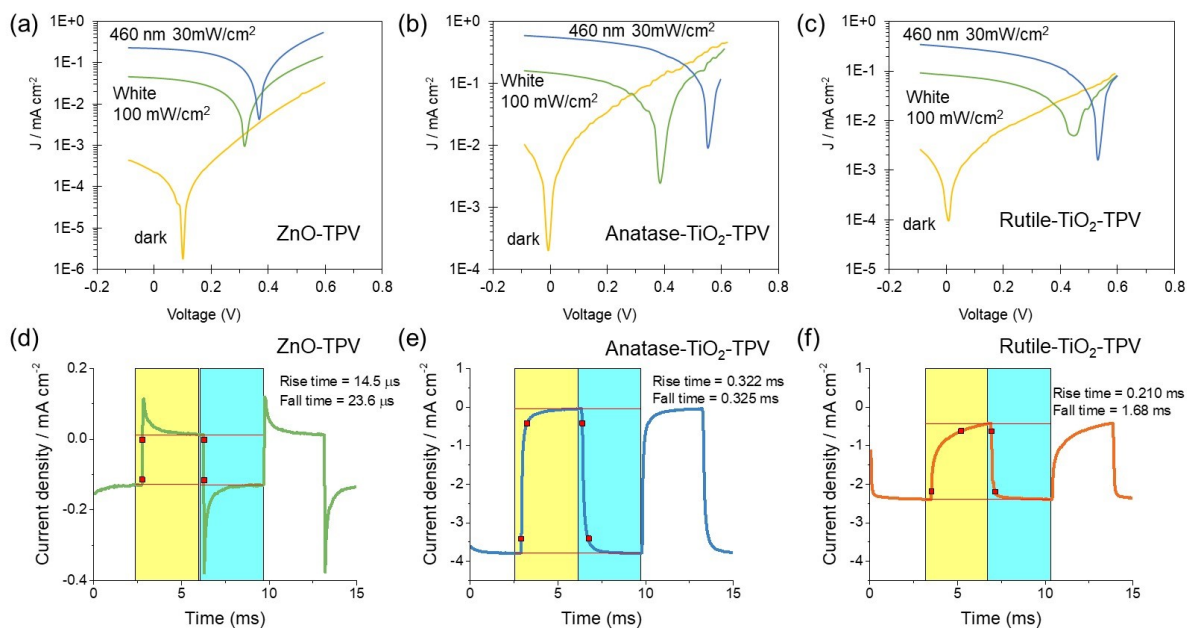 (a)
1E+0
1E-1
1E-2
1E-3
1E-4
1E-5
1E-6
J / mA cm-2
460 nm 30mW/cm2
White
100 mW/cm2
dark
ZnO-TPV
-0.2 0 0.2 0.4 0.6 0.8
Voltage (V)
(b)
1E+0
1E-1
1E-2
1E-3
1E-4
J / mA cm-2
460 nm 30mW/cm2
White
100 mW/cm2
dark
Anatase-TiO2-TPV
-0.2 0 0.2 0.4 0.6 0.8
Voltage (V)
(c)
1E+0
1E-1
1E-2
1E-3
1E-4
1E-5
J / mA cm-2
460 nm 30mW/cm2
White
100 mW/cm2
dark
Rutile-TiO2-TPV
-0.2 0 0.2 0.4 0.6 0.8
Voltage (V)
(d)
ZnO-TPV
Rise time = 14.5 μs
Fall time = 23.6 μs
0.2
0.0
-0.2
-0.4
Current density / mA cm-2
0 5 10 15
Time (ms)
(e)
Anatase-TiO2-TPV
Rise time = 0.322 ms
Fall time = 0.325 ms
1
0
-1
-2
-3
-4
Current density / mA cm-2
0 5 10 15
Time (ms)
(f)
Rutile-TiO2-TPV
Rise time = 0.210 ms
Fall time = 1.68 ms
1
0
-1
-2
-3
-4
Current density / mA cm-2
0 5 10 15
Time (ms)